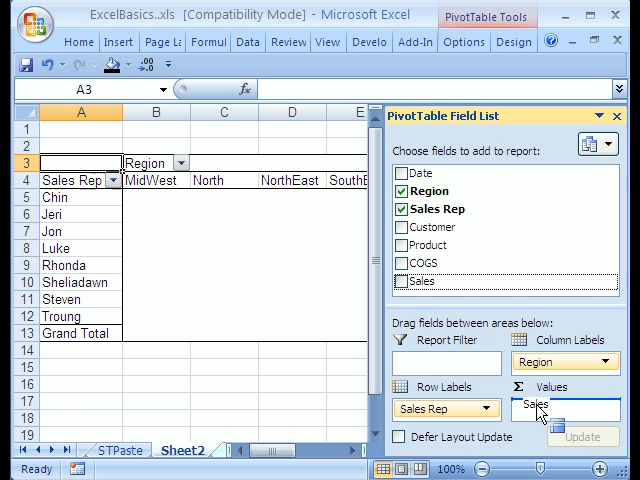 ExcelBasics..xls [Compatibility Mode] - Microsoft Excel PivotTable Tools
Home Insert Page La Formul Data Review View Develo Add-In Options Design
A3 fx
A B C D E
PivotTable Field List
Choose fields to add to report:
Date
Region
Sales Rep
Customer
Product
COGS
Sales
1
2
3 Region
4 Sales Rep MidWest North NorthEast SouthE
5 Chin
6 Jeri
7 Jon
8 Luke
9 Rhonda
10 Sheliadawn
11 Steven
12 Troung
13 Grand Total
14
15
16
17
18
19
Drag fields between areas below:
Report Filter Column Labels
Region
Row Labels Σ Values
Sales Rep Sales
Defer Layout Update Update
STPaste Sheet2
Ready 100%